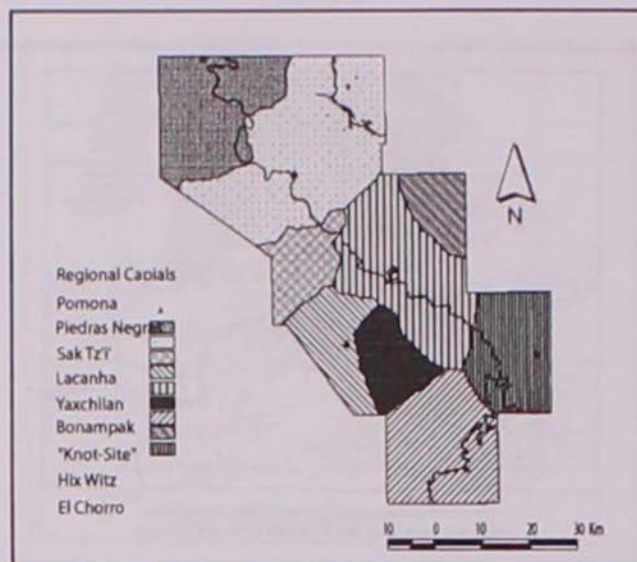 N
Regional Caoials
Pomona
Piedras Negras
Sak Tz'i'
Lacanha
Yaxchilan
Bonampak
"Knot-Site"
Hix Witz
El Chorro
10 0 10 20 30 Km